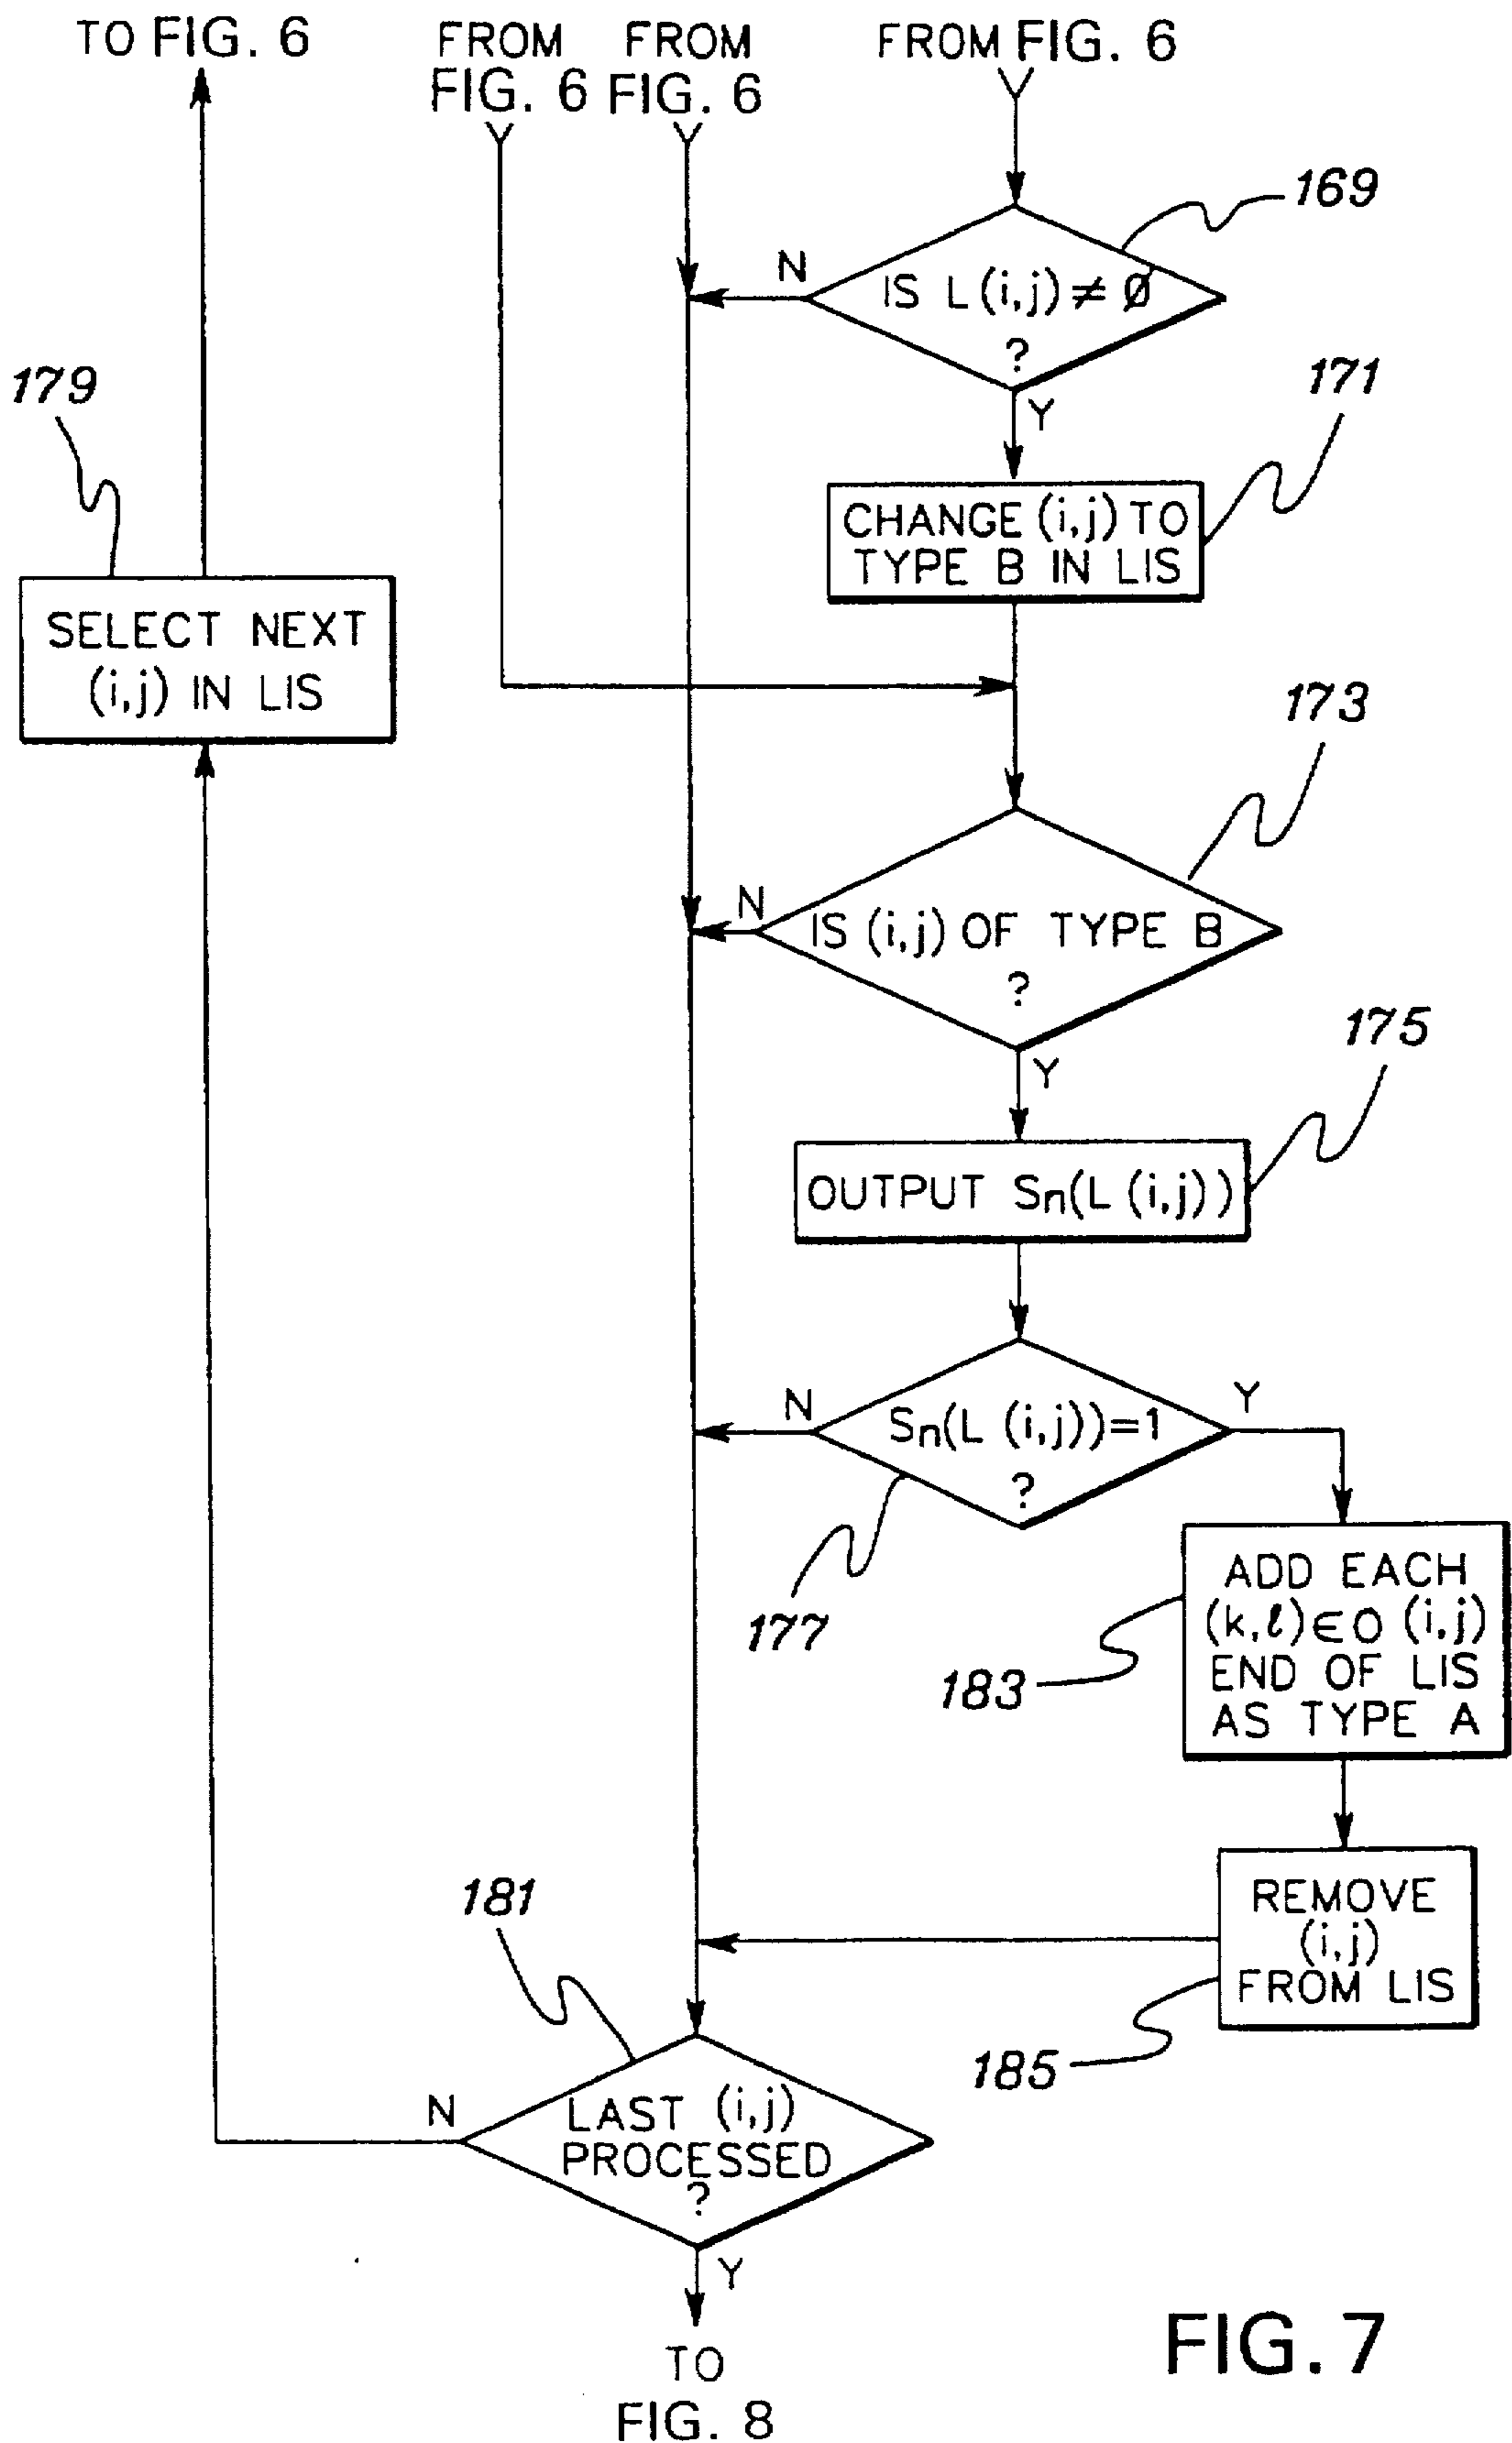 TO FIG. 6
FROM
FIG. 6
FROM
FIG. 6
FROM FIG. 6
169
N
IS L (i,j) ≠ Ø
?
Y
171
CHANGE (i,j) TO
TYPE B IN LIS
179
SELECT NEXT
(i,j) IN LIS
173
N
IS (i,j) OF TYPE B
?
Y
175
OUTPUT Sn(L (i,j))
N
Sn(L (i,j))=1
?
Y
177
ADD EACH
(k,ℓ)∈O (i,j)
END OF LIS
AS TYPE A
183
REMOVE
(i,j)
FROM LIS
185
181
N
LAST (i,j)
PROCESSED
?
Y
TO
FIG. 8
FIG. 7